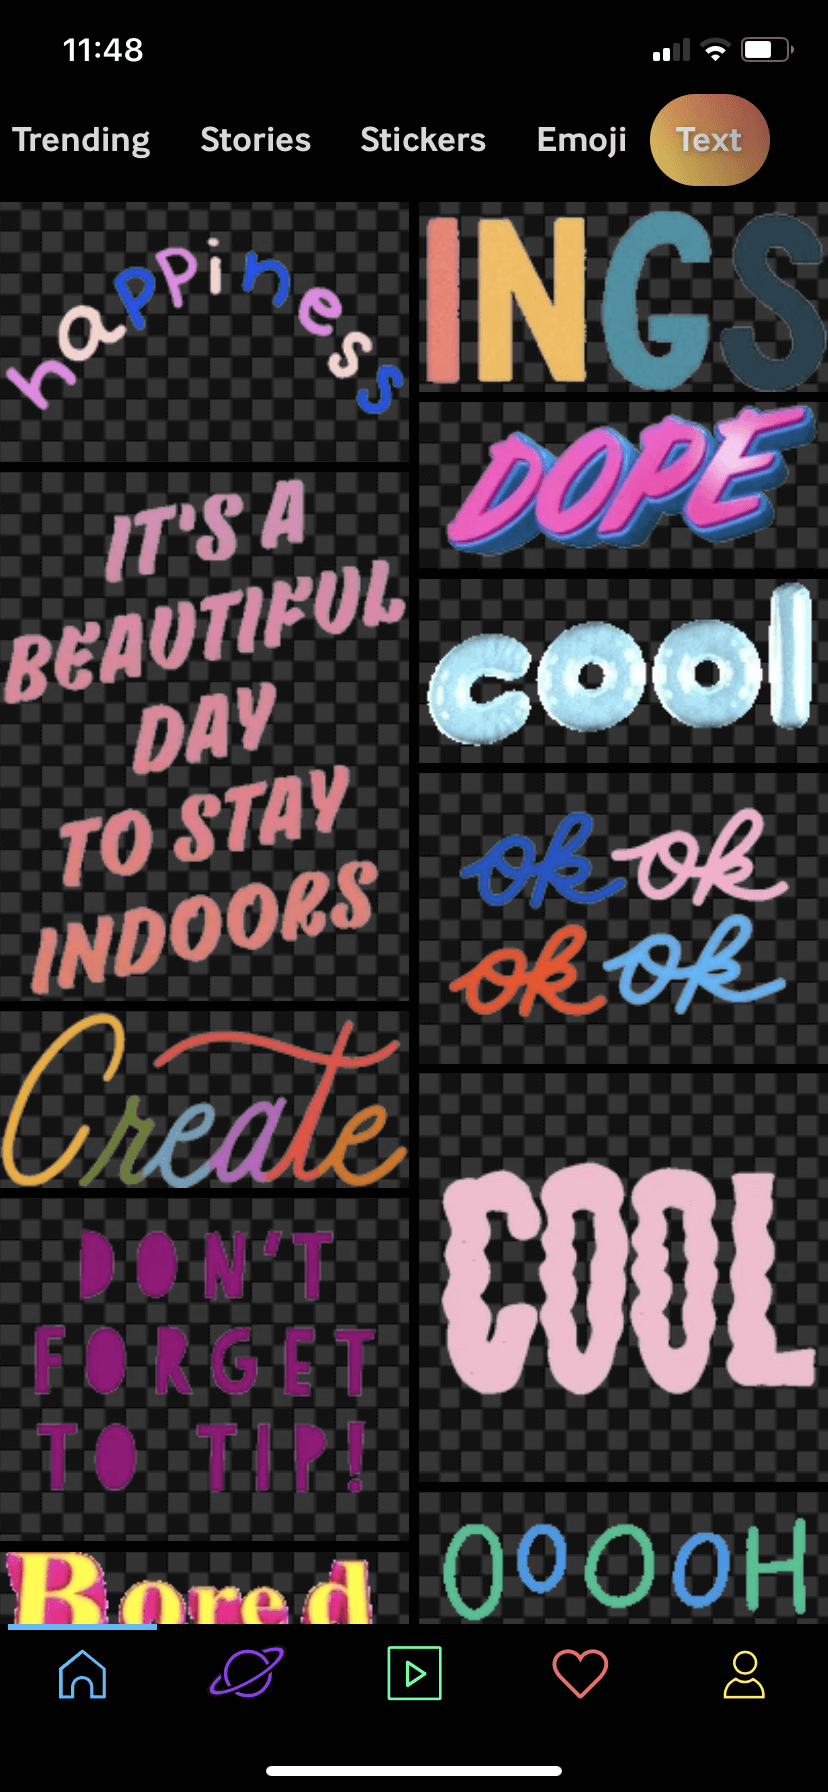 11:48
Trending Stories Stickers Emoji Text
happiness
IT'S A
BEAUTIFUL
DAY
TO STAY
INDOORS
Create
DON'T
FORGET
TO TIP!
Bored
INGS
DOPE
cool
ok ok
ok ok
COOL
OOOOH